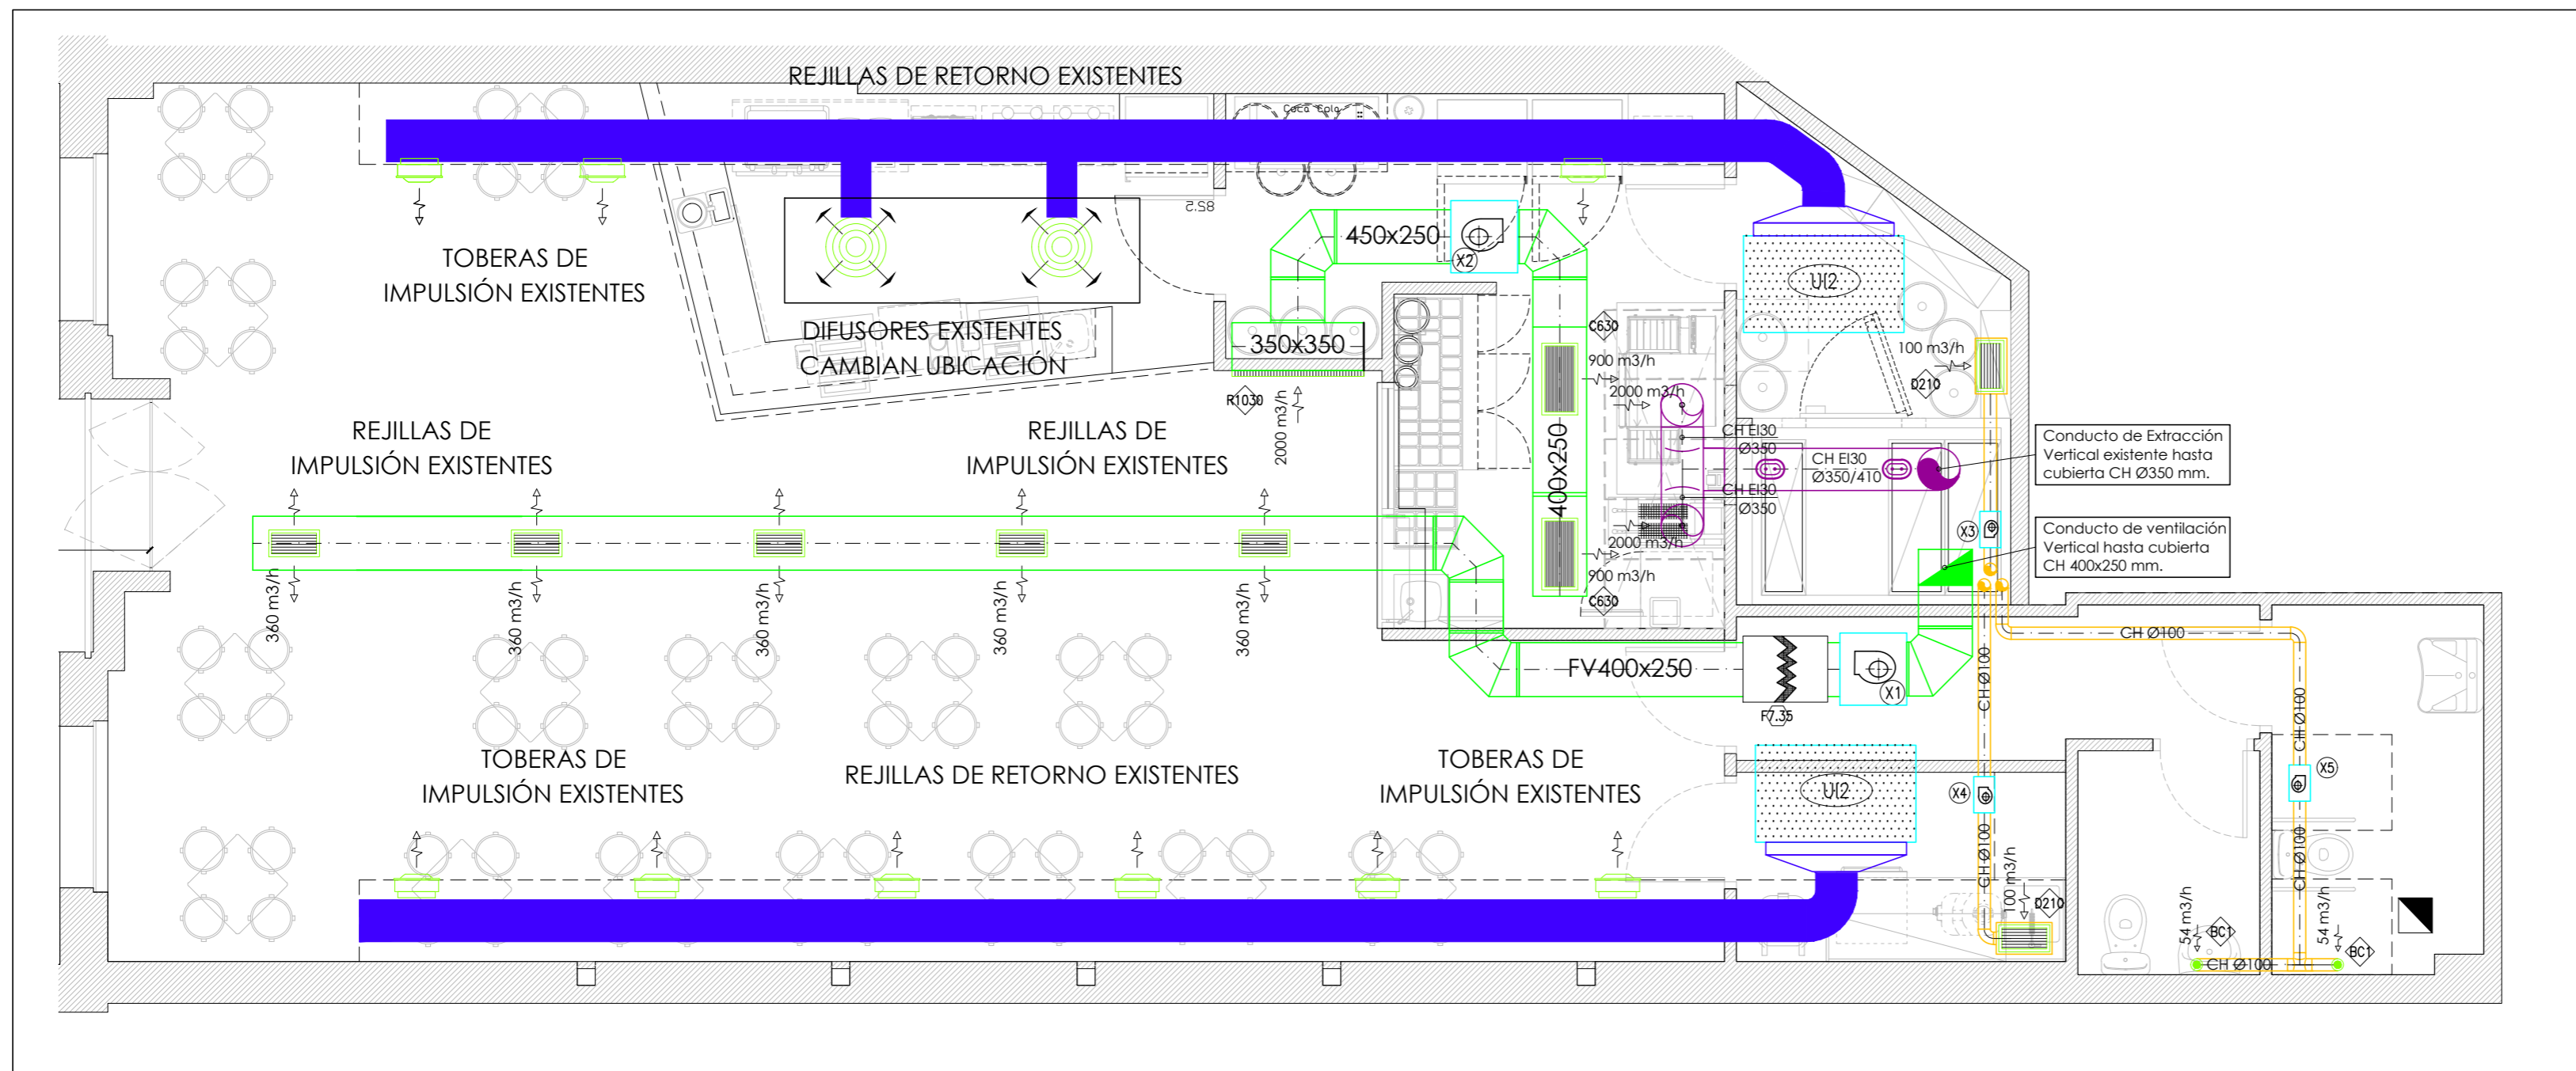 REJILLAS DE RETORNO EXISTENTES
Coca Cola
85.2
TOBERAS DE
IMPULSIÓN EXISTENTES
450x250
X2
UI2
DIFUSORES EXISTENTES
CAMBIAN UBICACIÓN
350x350
C630
900 m3/h
2000 m3/h
100 m3/h
D210
R1030
2000 m3/h
REJILLAS DE
IMPULSIÓN EXISTENTES
REJILLAS DE
IMPULSIÓN EXISTENTES
400x250
CH EI30
Ø350
CH EI30
Ø350/410
CH EI30
Ø350
Conducto de Extracción
Vertical existente hasta
cubierta CH Ø350 mm.
2000 m3/h
900 m3/h
C630
X3
Conducto de ventilación
Vertical hasta cubierta
CH 400x250 mm.
360 m3/h
360 m3/h
360 m3/h
360 m3/h
360 m3/h
FV400x250
F7.35
X1
CH Ø100
CH Ø100
CH Ø100
TOBERAS DE
IMPULSIÓN EXISTENTES
REJILLAS DE RETORNO EXISTENTES
TOBERAS DE
IMPULSIÓN EXISTENTES
UI2
X4
X5
CH Ø100
CH Ø100
100 m3/h
D210
54 m3/h
BC1
54 m3/h
BC1
CH Ø100